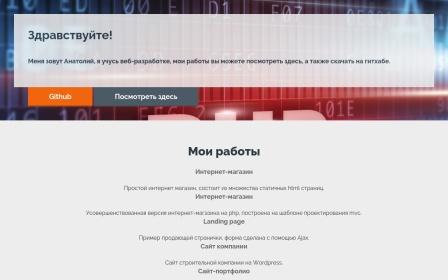 Здравствуйте!
Меня зовут Анатолий, я учусь веб-разработке, мои работы вы можете посмотреть здесь, а также скачать на гитхабе.
Github
Посмотреть здесь
Мои работы
Интернет-магазин
Простой интернет магазин, состоит из множества статичных html страниц.
Интернет-магазин
Усовершенствованная версия интернет-магазина на php, построена на шаблоне проектирования mvc.
Landing page
Пример продающей странички, форма сделана с помощью Ajax.
Сайт компании
Сайт строительной компании на Wordpress.
Сайт-портфолио